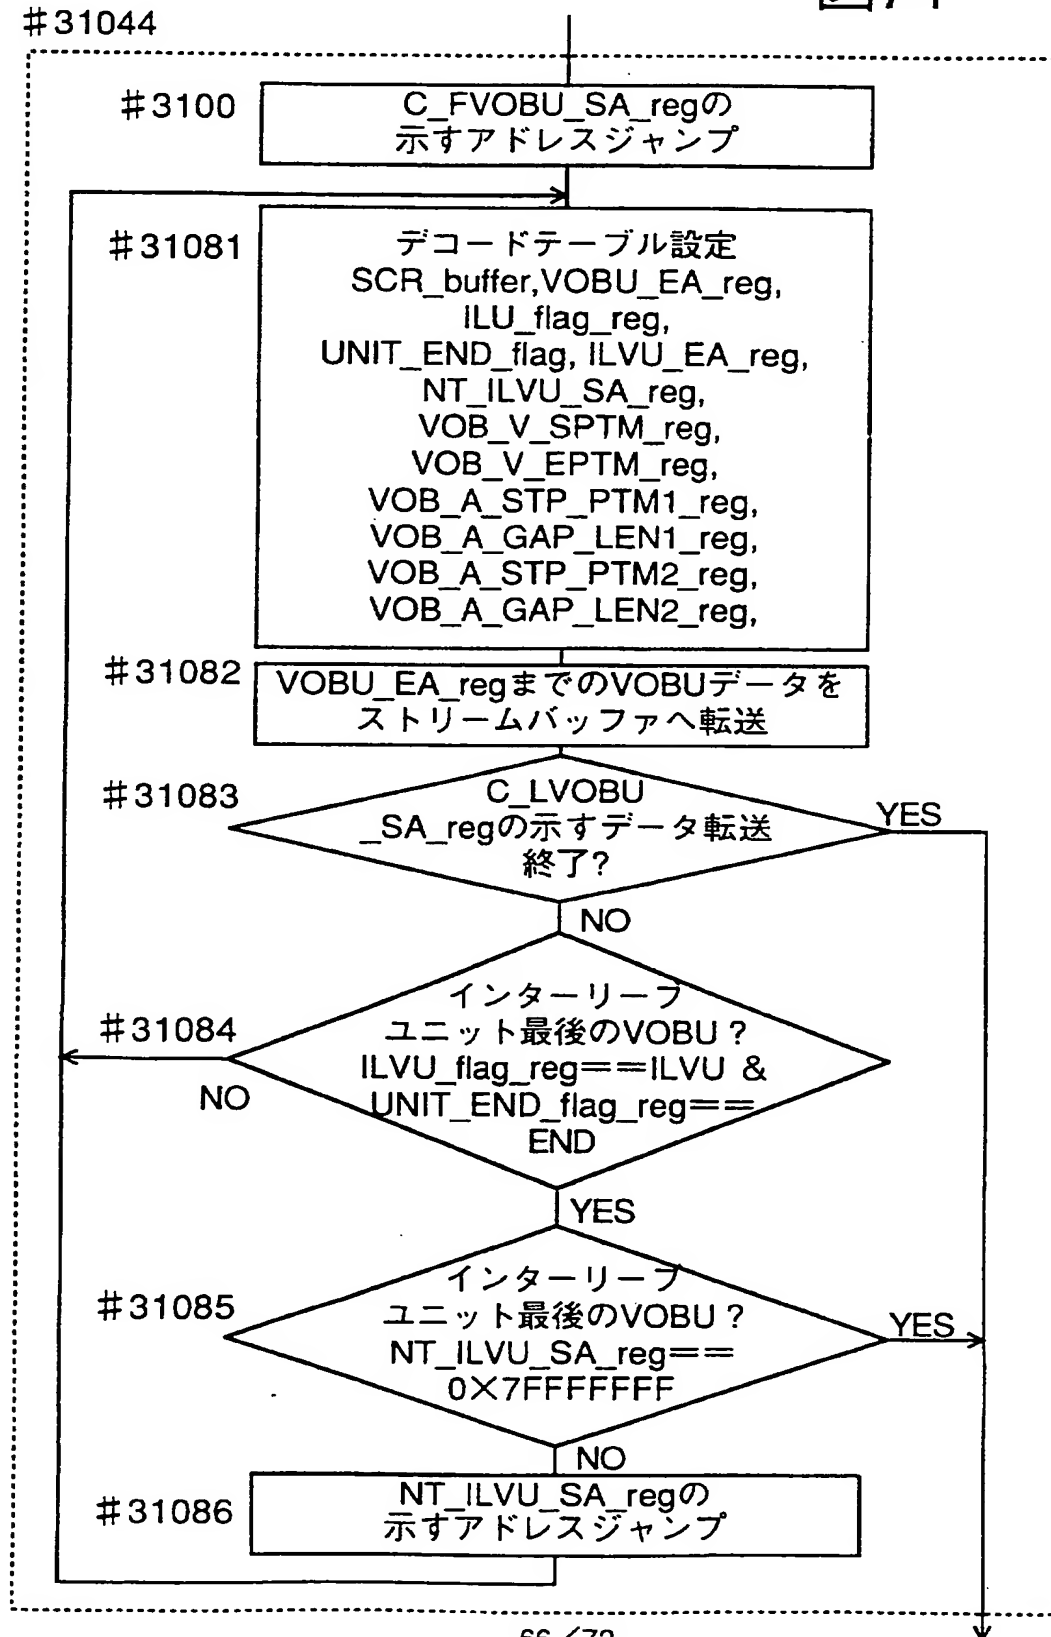 #31044
#3100
C_FVOBU_SA_regの
示すアドレスジャンプ
#31081
デコードテーブル設定
SCR_buffer,VOBU_EA_reg,
ILU_flag_reg,
UNIT_END_flag, ILVU_EA_reg,
NT_ILVU_SA_reg,
VOB_V_SPTM_reg,
VOB_V_EPTM_reg,
VOB_A_STP_PTM1_reg,
VOB_A_GAP_LEN1_reg,
VOB_A_STP_PTM2_reg,
VOB_A_GAP_LEN2_reg,
#31082
VOBU_EA_regまでのVOBUデータを
ストリームバッファへ転送
#31083
C_LVOBU
_SA_regの示すデータ転送
終了?
YES
NO
#31084
インターリーブ
ユニット最後のVOBU?
ILVU_flag_reg==ILVU &
UNIT_END_flag_reg==
END
NO
YES
#31085
インターリーブ
ユニット最後のVOBU?
NT_ILVU_SA_reg==
0X7FFFFFFF
YES
NO
#31086
NT_ILVU_SA_regの
示すアドレスジャンプ